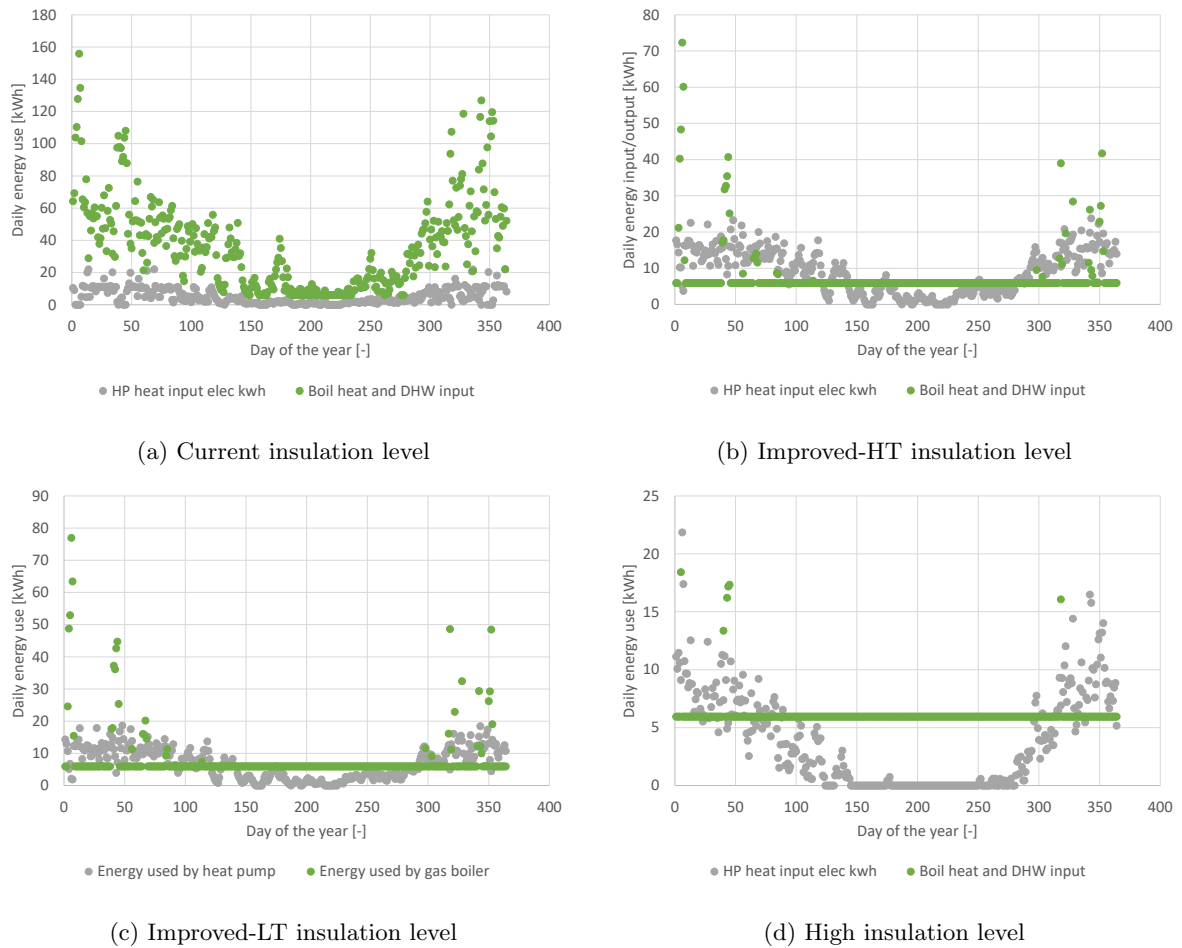 180
160
140
120
100
80
60
40
20
0
Daily energy use [kWh]
0 50 100 150 200 250 300 350 400
Day of the year [-]
HP heat input elec kwh Boil heat and DHW input
(a) Current insulation level
80
70
60
50
40
30
20
10
0
Daily energy input/output [kWh]
0 50 100 150 200 250 300 350 400
Day of the year [-]
HP heat input elec kwh Boil heat and DHW input
(b) Improved-HT insulation level
90
80
70
60
50
40
30
20
10
0
Daily energy use [kWh]
0 50 100 150 200 250 300 350 400
Day of the year [-]
Energy used by heat pump Energy used by gas boiler
(c) Improved-LT insulation level
25
20
15
10
5
0
Daily energy use [kWh]
0 50 100 150 200 250 300 350 400
Day of the year [-]
HP heat input elec kwh Boil heat and DHW input
(d) High insulation level